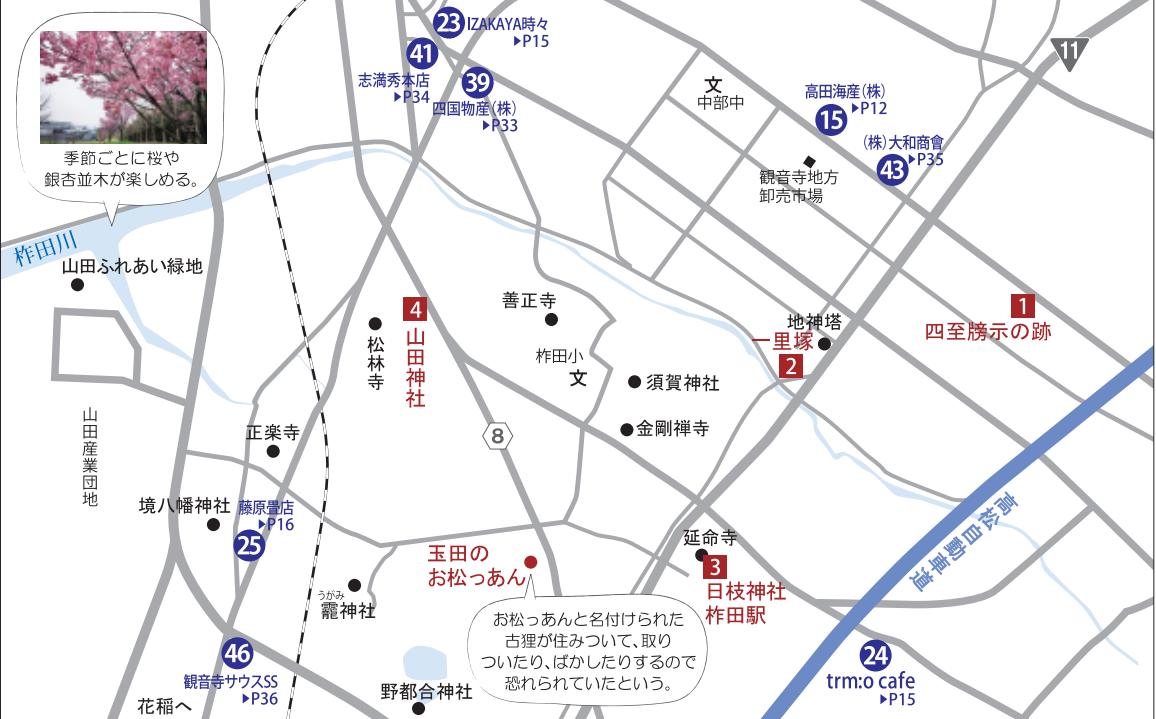 23
IZAKAYA時々
▶P15
41
志満秀本店
▶P34
39
四国物産(株)
▶P33
11
文
中部中
高田海産(株)
15
▶P12
(株)大和商會
43
▶P35
観音寺地方
卸売市場
季節ごとに桜や
銀杏並木が楽しめる。
柞田川
山田ふれあい緑地
善正寺
4
山田神社
松林寺
柞田小
文
須賀神社
金剛禅寺
地神塔
一里塚
2
1
四至牓示の跡
8
山田産業団地
正楽寺
境八幡神社
藤原畳店
▶P16
25
玉田の
お松っあん
延命寺
3
日枝神社
柞田駅
高松自動車道
うがみ
龗神社
お松っあんと名付けられた
古狸が住みついて、取り
ついたり、ばかしたりするので
恐れられていたという。
46
観音寺サウスSS
▶P36
花稲へ
野都合神社
24
trm:o cafe
▶P15